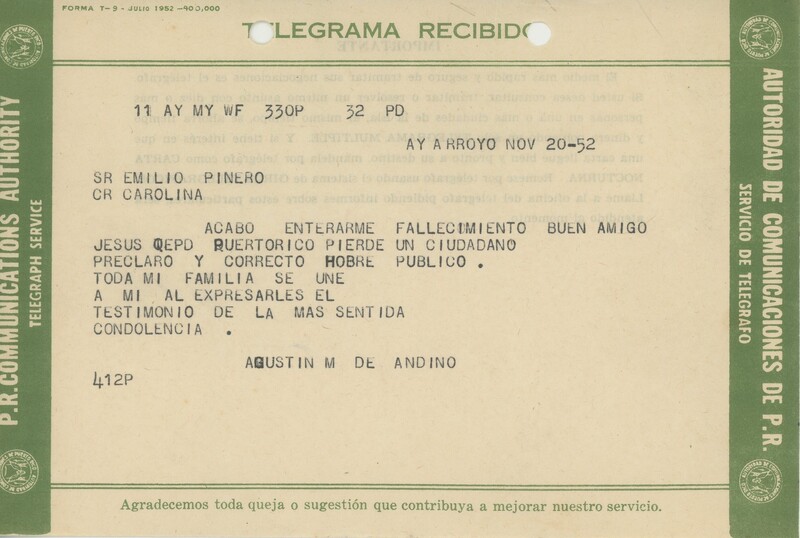 FORMA T-9 - JULIO 1952 -400,000
TELEGRAMA RECIBIDO
11 AY MY WF 330P 32 PD
AY ARROYO NOV 20-52
SR EMILIO PINERO
CR CAROLINA
ACABO ENTERARME FALLECIMIENTO BUEN AMIGO
JESUS QEPD PUERTORICO PIERDE UN CIUDADANO
PRECLARO Y CORRECTO HOBRE PUBLICO .
TODA MI FAMILIA SE UNE
A MI AL EXPRESARLES EL
TESTIMONIO DE LA MAS SENTIDA
CONDOLENCIA .
AGUSTIN M DE ANDINO
412P
Agradecemos toda queja o sugestión que contribuya a mejorar nuestro servicio.
P.R. COMMUNICATIONS AUTHORITY
TELEGRAPH SERVICE
AUTORIDAD DE COMUNICACIONES DE P.R.
SERVICIO DE TELEGRAFO